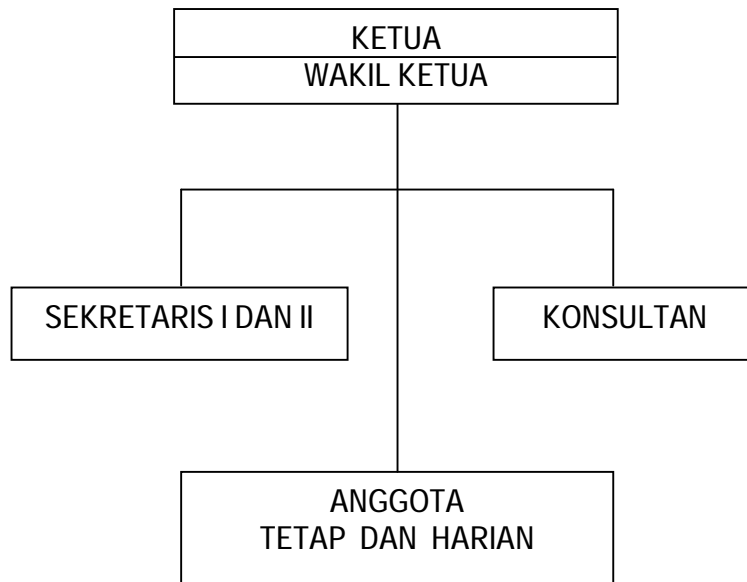 KETUA
WAKIL KETUA
SEKRETARIS I DAN II
KONSULTAN
ANGGOTA
TETAP DAN HARIAN